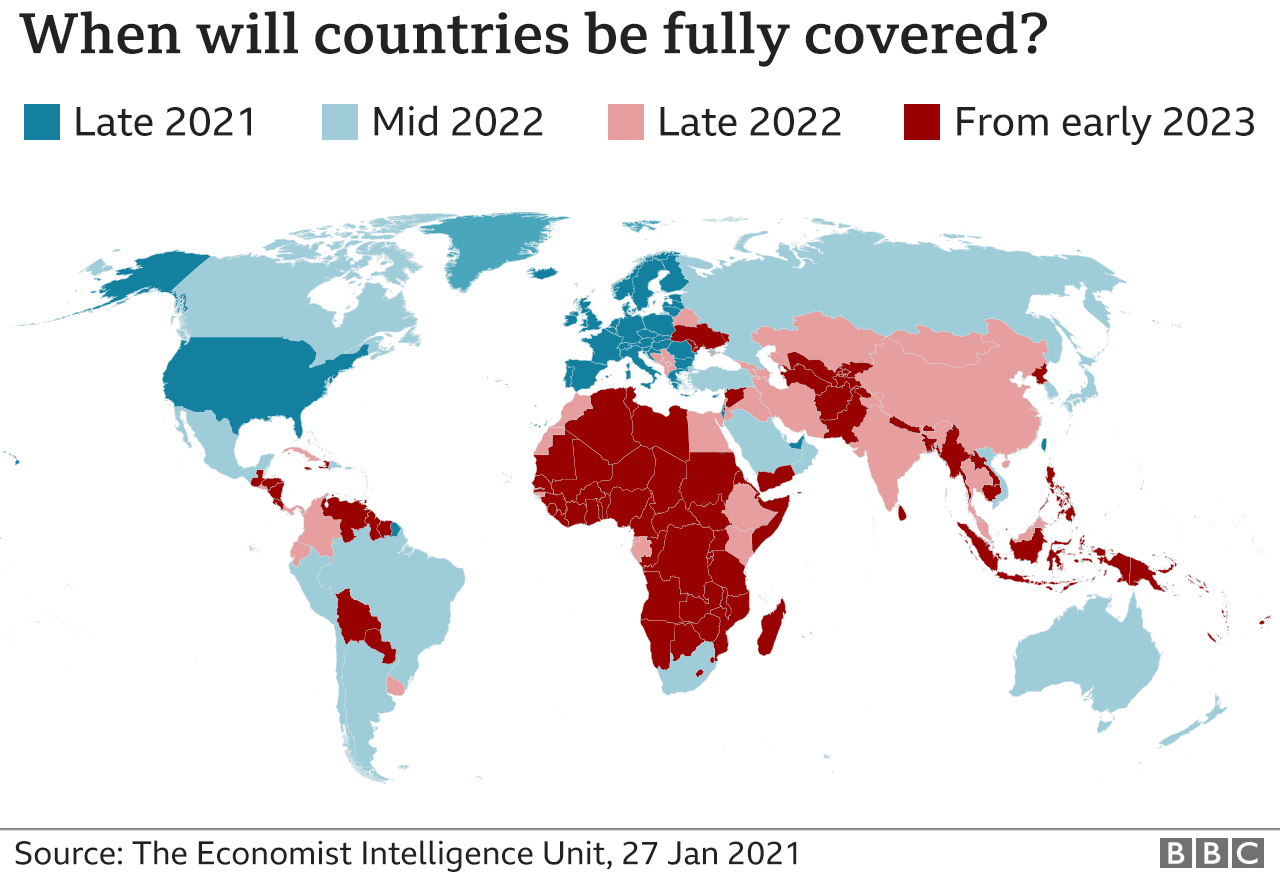 When will countries be fully covered?
Late 2021 Mid 2022 Late 2022 From early 2023
Source: The Economist Intelligence Unit, 27 Jan 2021 BBC